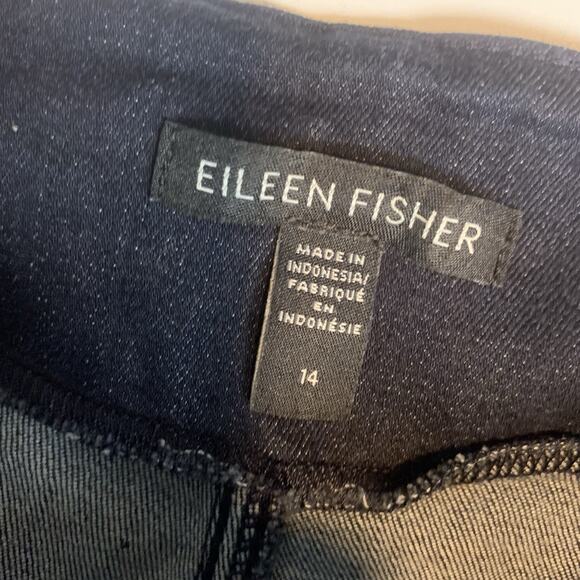 EILEEN FISHER
MADE IN
INDONESIA/
FABRIQUÉ
EN
INDONÉSIE
14